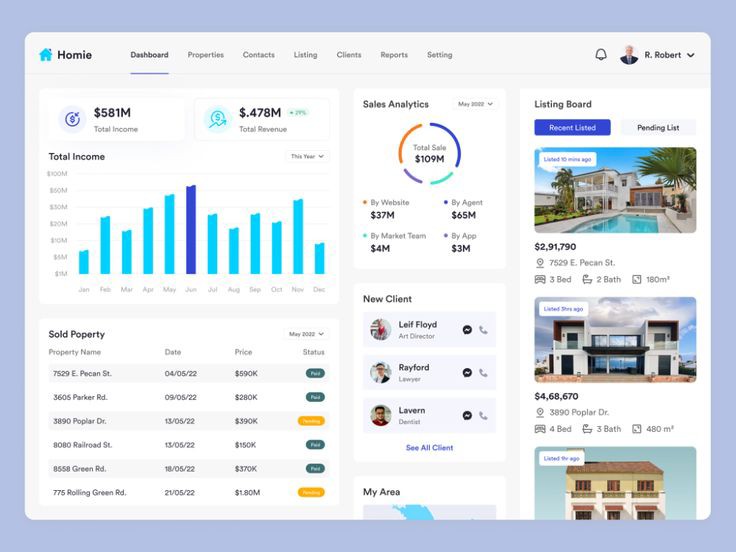 Homie
Dashboard Properties Contacts Listing Clients Reports Setting
R. Robert
$581M
Total Income
$.478M
29%
Total Revenue
Total Income
This Year
$100M
$60M
$50M
$20M
$10M
$5M
$1M
Jan Feb Mar Apr May Jun Jul Aug Sep Oct Nov Dec
Sold Poperty
May 2022
Property Name Date Price Status
7529 E. Pecan St. 04/05/22 $590K Paid
3605 Parker Rd. 09/05/22 $280K Paid
3890 Poplar Dr. 13/05/22 $390K Pending
8080 Railroad St. 13/05/22 $150K Paid
8558 Green Rd. 18/05/22 $370K Paid
775 Rolling Green Rd. 21/05/22 $1.80M Pending
Sales Analytics
May 2022
Total Sale
$109M
By Website
$37M
By Agent
$65M
By Market Team
$4M
By App
$3M
New Client
Leif Floyd
Art Director
Rayford
Lawyer
Lavern
Dentist
See All Client
My Area
Listing Board
Recent Listed
Pending List
Listed 10 mins ago
$2,91,790
7529 E. Pecan St.
3 Bed 2 Bath 180m²
Listed 3hrs ago
$4,68,670
3890 Poplar Dr.
4 Bed 3 Bath 480 m²
Listed 1hr ago